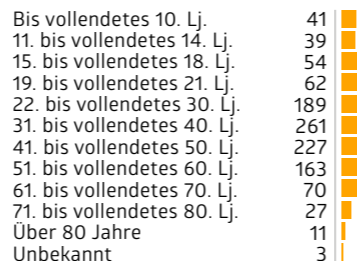 Bis vollendetes 10. Lj. 41
11. bis vollendetes 14. Lj. 39
15. bis vollendetes 18. Lj. 54
19. bis vollendetes 21. Lj. 62
22. bis vollendetes 30. Lj. 189
31. bis vollendetes 40. Lj. 261
41. bis vollendetes 50. Lj. 227
51. bis vollendetes 60. Lj. 163
61. bis vollendetes 70. Lj. 70
71. bis vollendetes 80. Lj. 27
Über 80 Jahre 11
Unbekannt 3